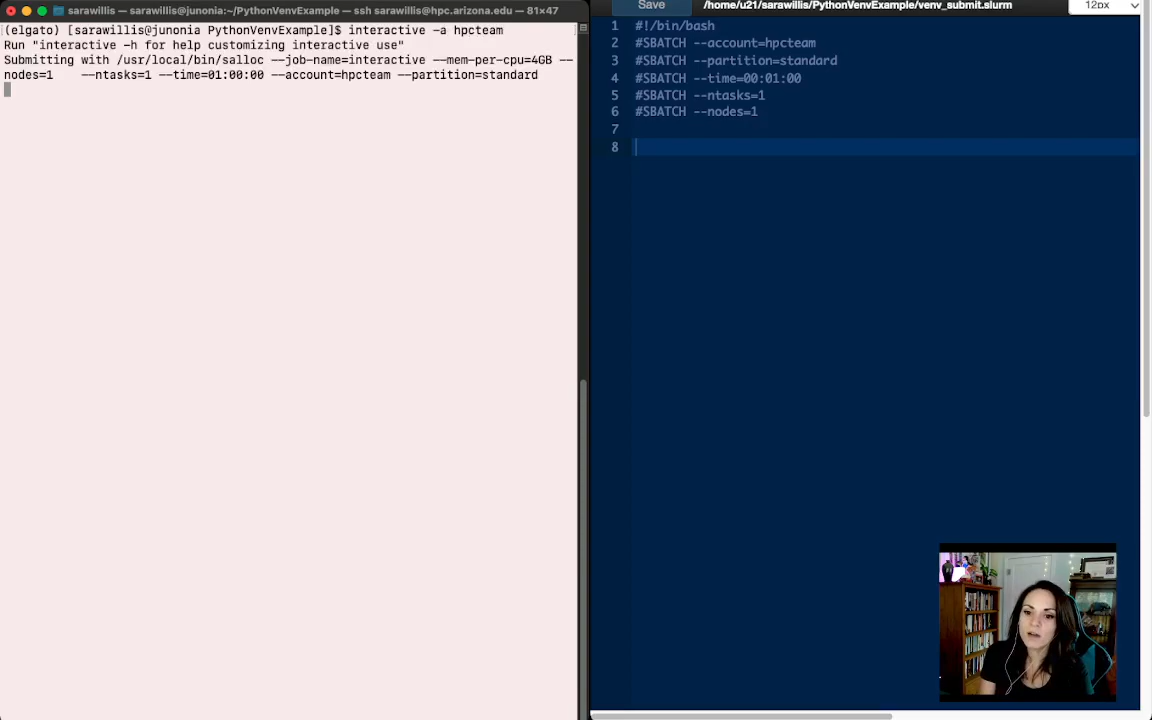 sarawillis — sarawillis@junonia:~/PythonVenvExample — ssh sarawillis@hpc.arizona.edu — 81×47
(elgato) [sarawillis@junonia PythonVenvExample]$ interactive -a hpcteam
Run "interactive -h for help customizing interactive use"
Submitting with /usr/local/bin/salloc --job-name=interactive --mem-per-cpu=4GB --
nodes=1    --ntasks=1 --time=01:00:00 --account=hpcteam --partition=standard
Save /home/u21/sarawillis/PythonVenvExample/venv_submit.slurm 12px
1 #!/bin/bash
2 #SBATCH --account=hpcteam
3 #SBATCH --partition=standard
4 #SBATCH --time=00:01:00
5 #SBATCH --ntasks=1
6 #SBATCH --nodes=1
7
8